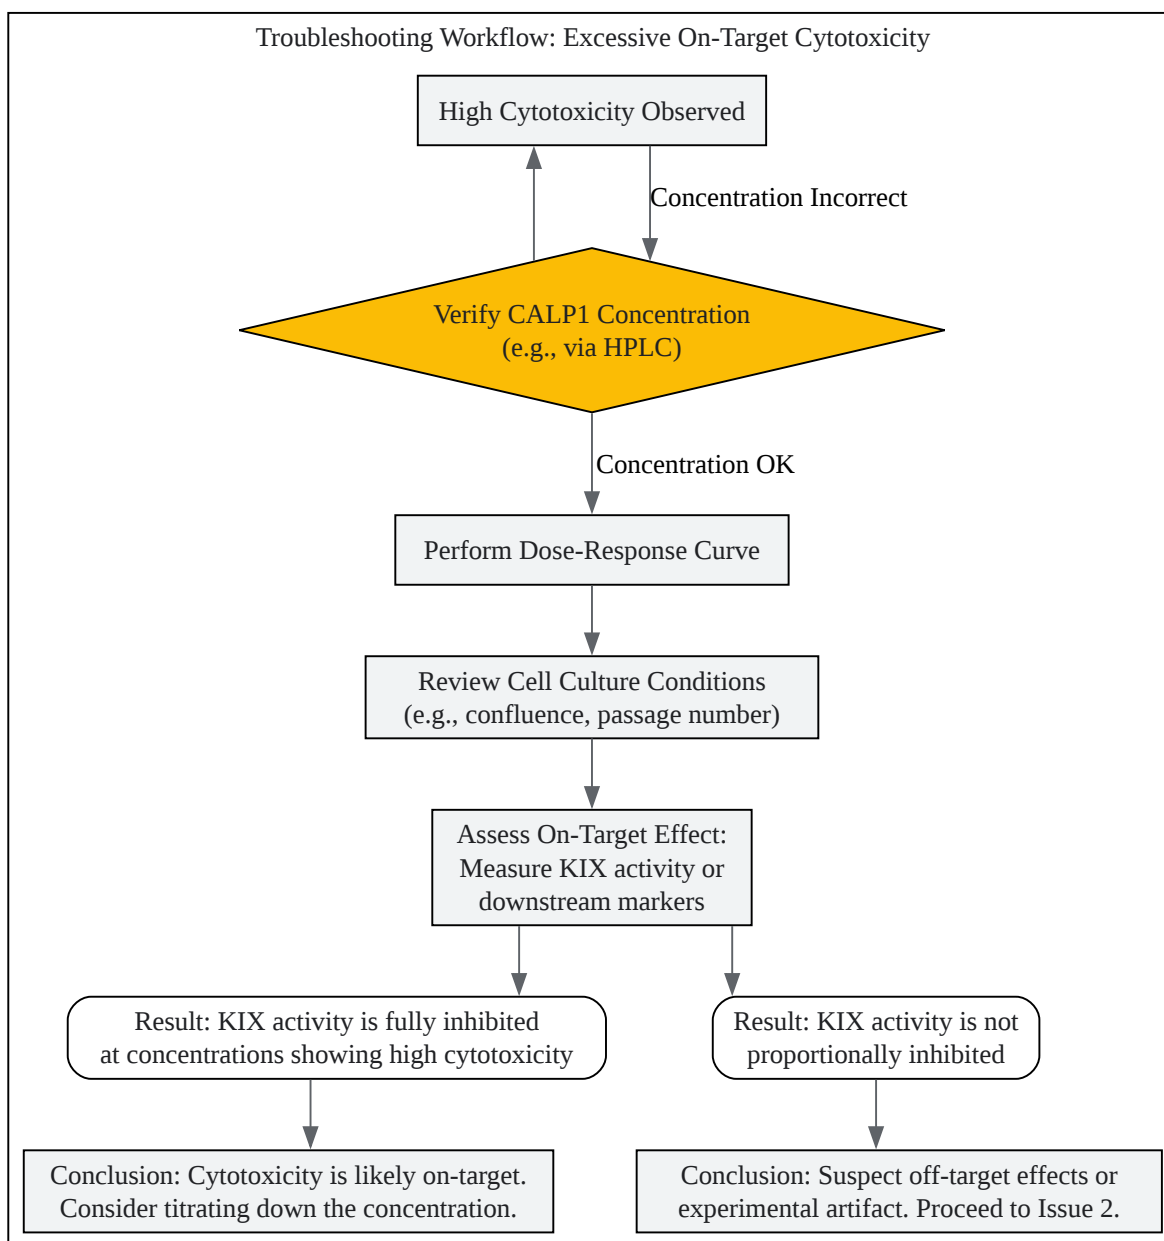 Troubleshooting Workflow: Excessive On-Target Cytotoxicity
High Cytotoxicity Observed
Concentration Incorrect
Verify CALP1 Concentration
(e.g., via HPLC)
Concentration OK
Perform Dose-Response Curve
Review Cell Culture Conditions
(e.g., confluence, passage number)
Assess On-Target Effect:
Measure KIX activity or
downstream markers
Result: KIX activity is fully inhibited
at concentrations showing high cytotoxicity
Result: KIX activity is not
proportionally inhibited
Conclusion: Cytotoxicity is likely on-target.
Consider titrating down the concentration.
Conclusion: Suspect off-target effects or
experimental artifact. Proceed to Issue 2.